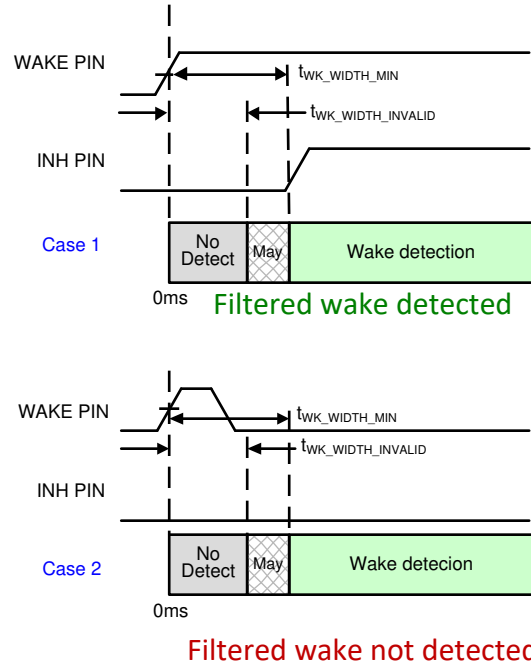 WAKE PIN
tWK_WIDTH_MIN
tWK_WIDTH_INVALID
INH PIN
Case 1
No
Detect
May
Wake detection
0ms
Filtered wake detected
WAKE PIN
tWK_WIDTH_MIN
tWK_WIDTH_INVALID
INH PIN
Case 2
No
Detect
May
Wake detecion
0ms
Filtered wake not detected